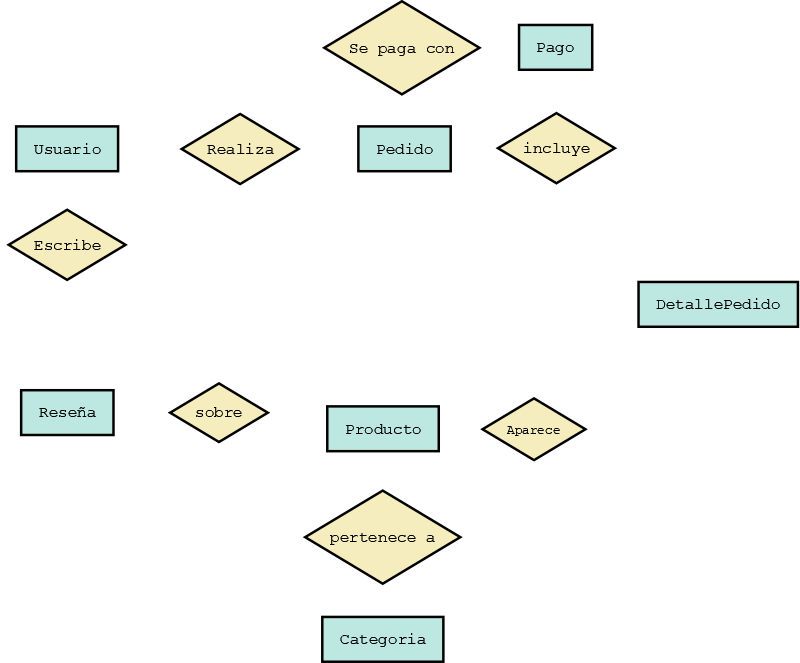 Se paga con
Pago
Usuario
Realiza
Pedido
incluye
Escribe
DetallePedido
Reseña
sobre
Producto
Aparece
pertenece a
Categoria